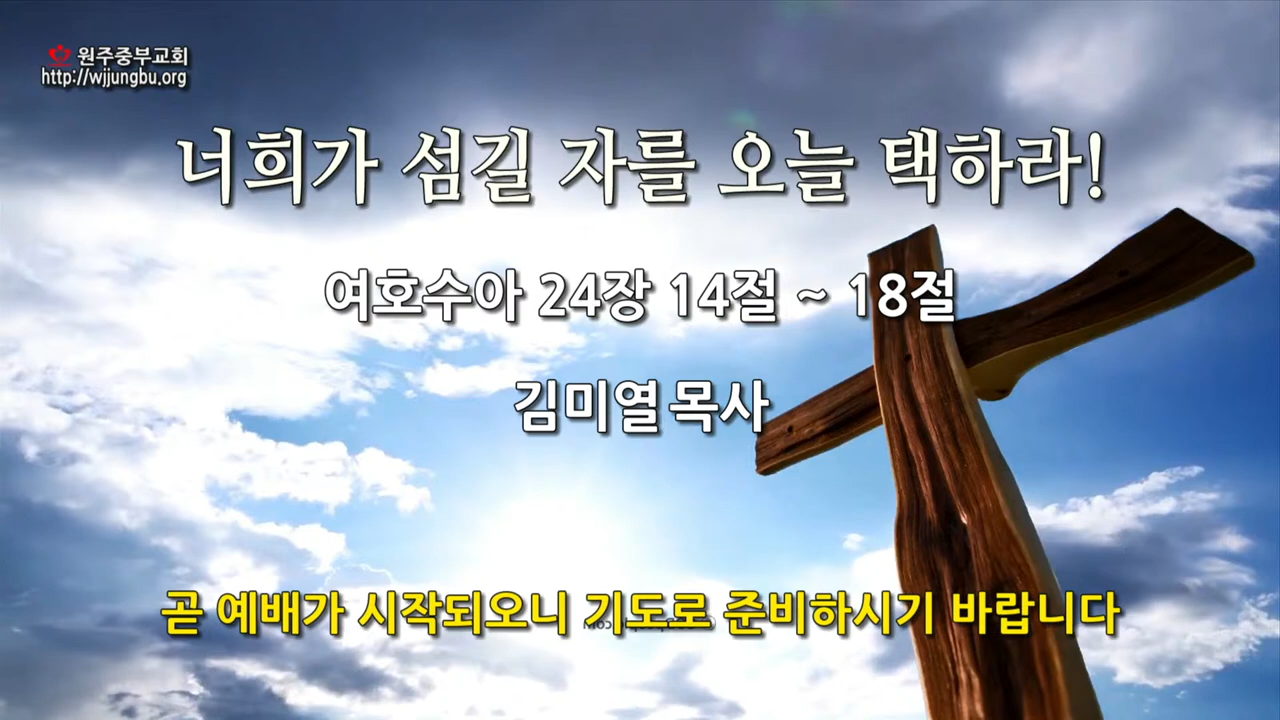 원주중부교회
http://wjjungbu.org
너희가 섬길 자를 오늘 택하라!
여호수아 24장 14절 ~ 18절
김미열 목사
곧 예배가 시작되오니 기도로 준비하시기 바랍니다